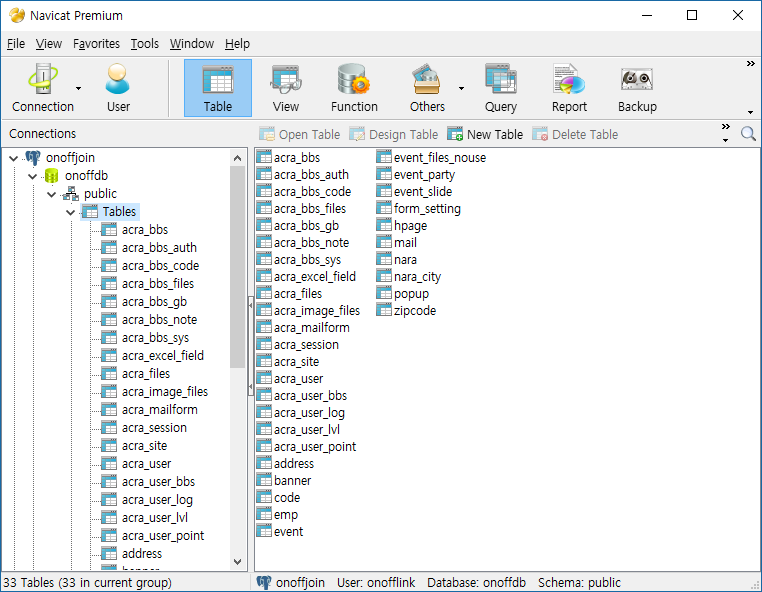 Navicat Premium
File View Favorites Tools Window Help
Connection User Table View Function Others Query Report Backup
Connections
Open Table Design Table New Table Delete Table
onoffjoin
onoffdb
public
Tables
acra_bbs
acra_bbs_auth
acra_bbs_code
acra_bbs_files
acra_bbs_gb
acra_bbs_note
acra_bbs_sys
acra_excel_field
acra_files
acra_image_files
acra_mailform
acra_session
acra_site
acra_user
acra_user_bbs
acra_user_log
acra_user_lvl
acra_user_point
address
banner
acra_bbs
acra_bbs_auth
acra_bbs_code
acra_bbs_files
acra_bbs_gb
acra_bbs_note
acra_bbs_sys
acra_excel_field
acra_files
acra_image_files
acra_mailform
acra_session
acra_site
acra_user
acra_user_bbs
acra_user_log
acra_user_lvl
acra_user_point
address
banner
code
emp
event
event_files_nouse
event_party
event_slide
form_setting
hpage
mail
nara
nara_city
popup
zipcode
33 Tables (33 in current group) onoffjoin User: onofflink Database: onoffdb Schema: public